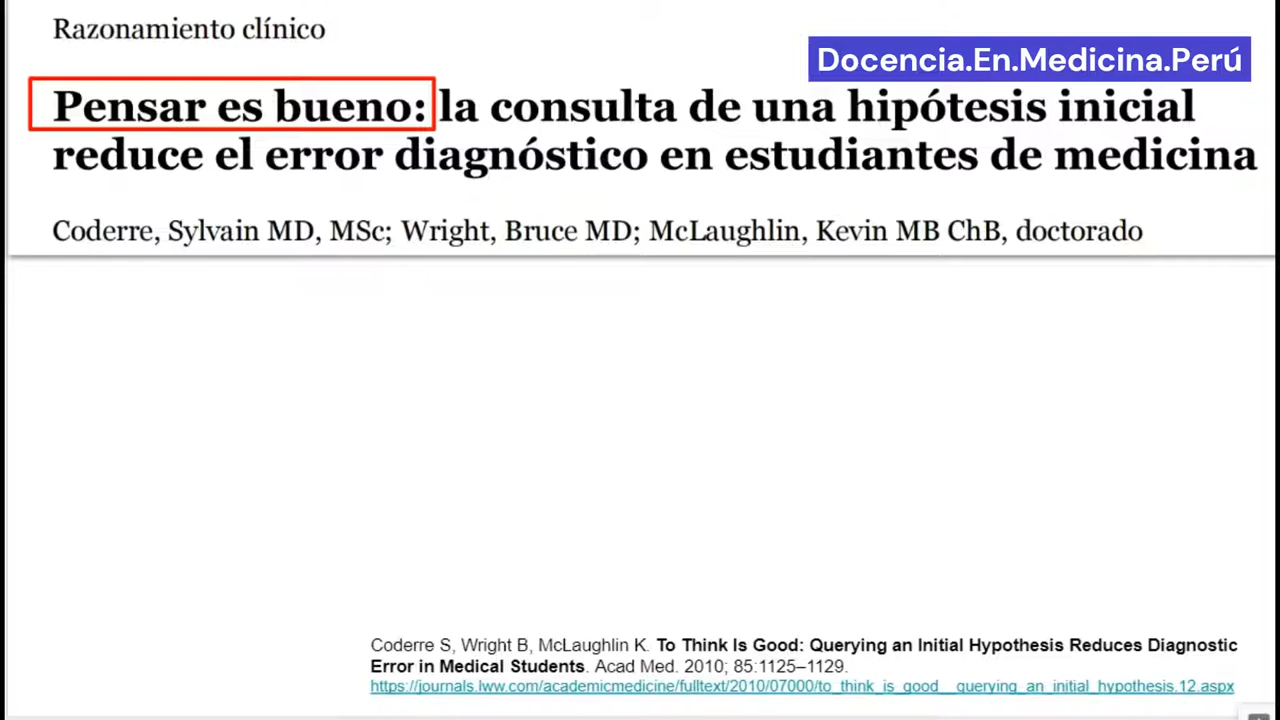 Razonamiento clínico
Docencia.En.Medicina.Perú
Pensar es bueno: la consulta de una hipótesis inicial
reduce el error diagnóstico en estudiantes de medicina
Coderre, Sylvain MD, MSc; Wright, Bruce MD; McLaughlin, Kevin MB ChB, doctorado
Coderre S, Wright B, McLaughlin K. To Think Is Good: Querying an Initial Hypothesis Reduces Diagnostic
Error in Medical Students. Acad Med. 2010; 85:1125–1129.
https://journals.lww.com/academicmedicine/fulltext/2010/07000/to_think_is_good__querying_an_initial_hypothesis.12.aspx